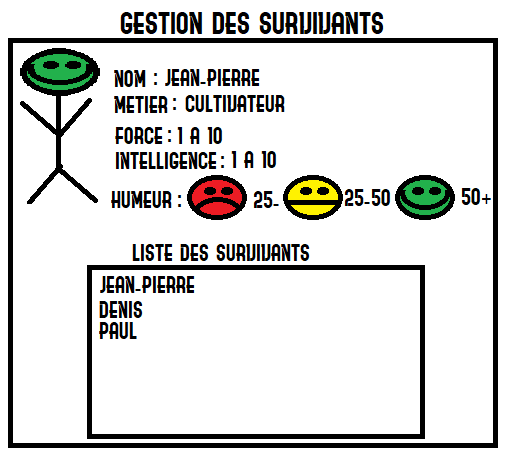 GESTION DES SURVIVANTS
NOM : JEAN-PIERRE
METIER : CULTIVATEUR
FORCE : 1 A 10
INTELLIGENCE : 1 A 10
HUMEUR : 25- 25-50 50+
LISTE DES SURVIVANTS
JEAN-PIERRE
DENIS
PAUL